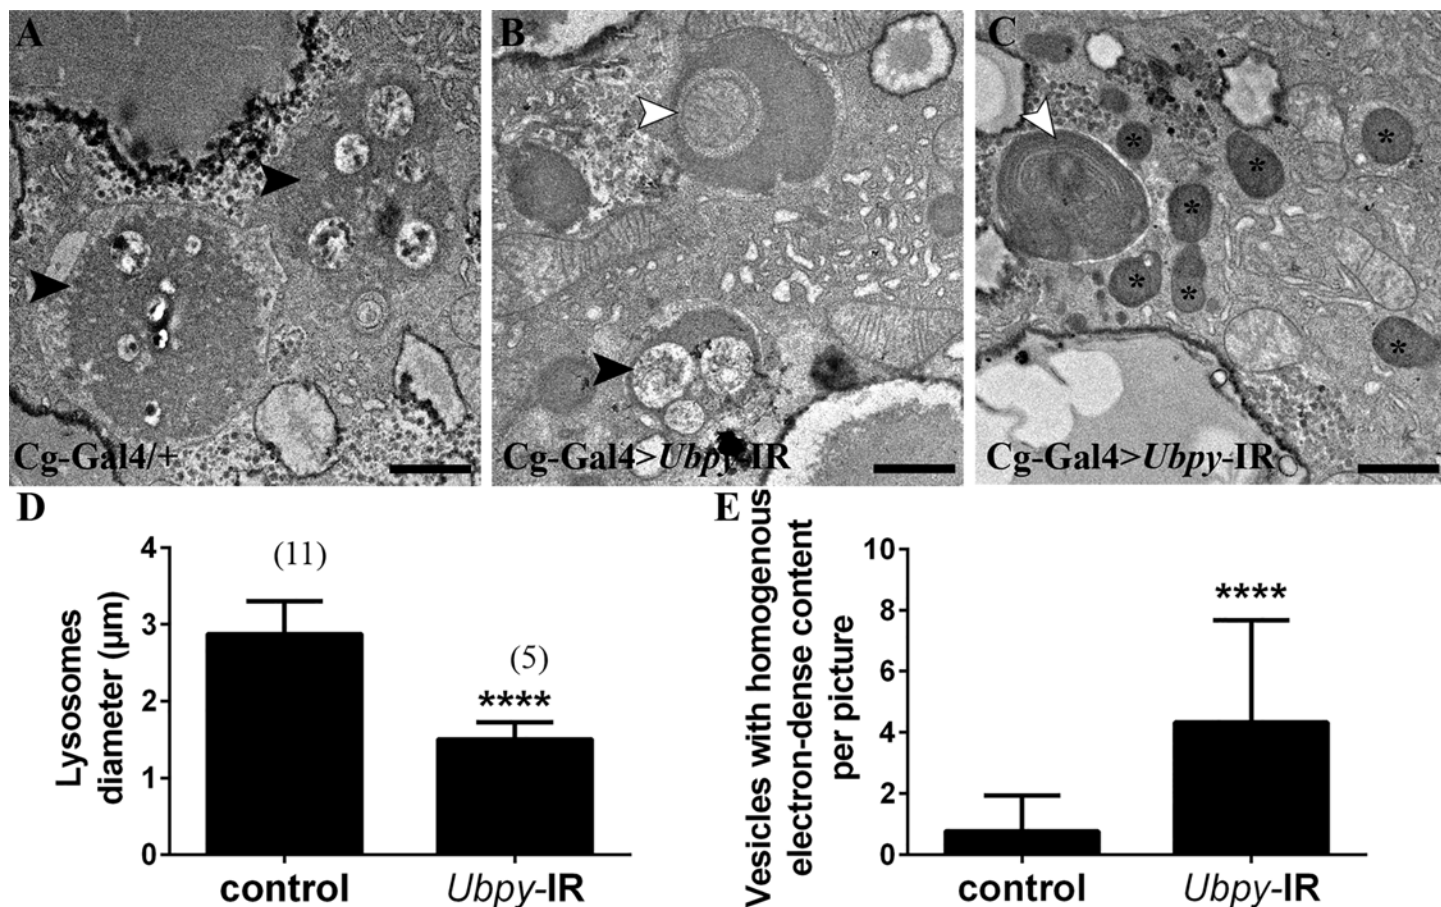 A
B
C
*
*
*
*
*
*
*
Cg-Gal4/+
Cg-Gal4>Ubpy-IR
Cg-Gal4>Ubpy-IR
D
Lysosomes
diameter (µm)
4
3
2
1
0
(11)
(5)
****
control
Ubpy-IR
E
Vesicles with homogenous
electron-dense content
per picture
10
8
6
4
2
0
****
control
Ubpy-IR